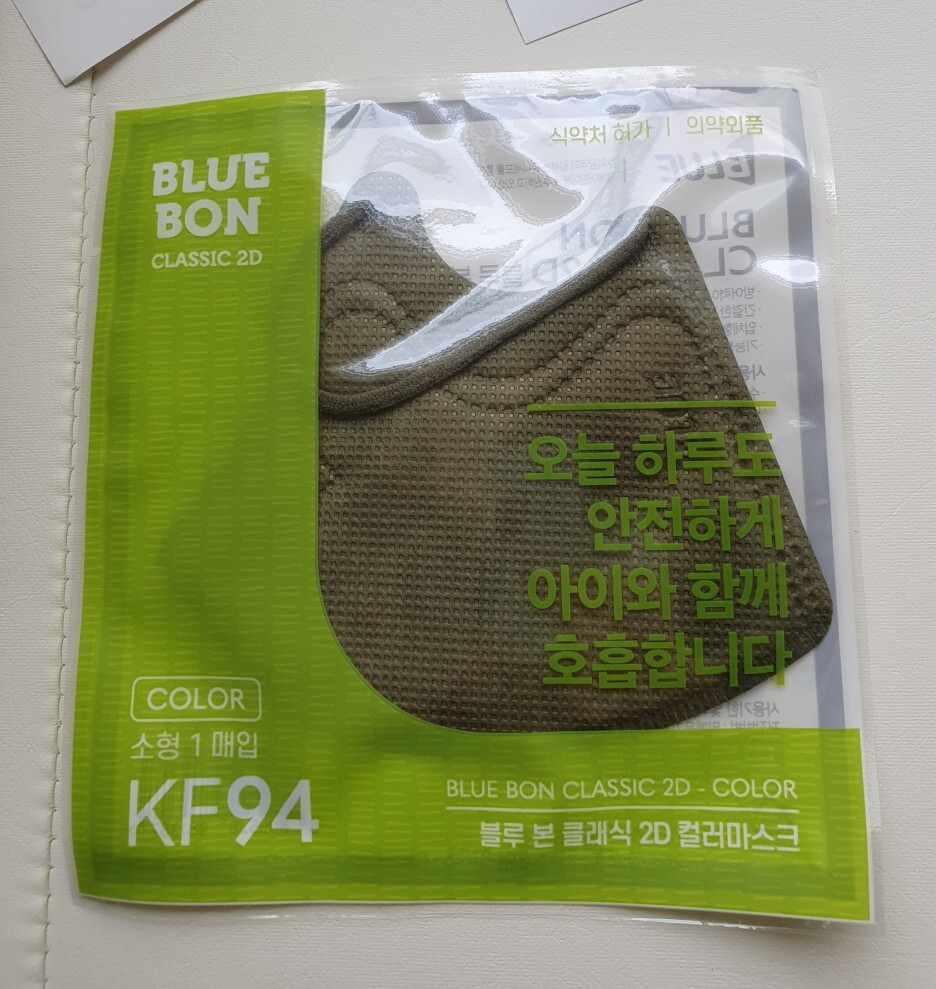 BLUE
BON
CLASSIC 2D
의약외품 | 식약처 허가
오늘 하루도
안전하게
아이와 함께
호흡합니다
COLOR
소형 1 매입
KF94
BLUE BON CLASSIC 2D - COLOR
블루 본 클래식 2D 컬러마스크